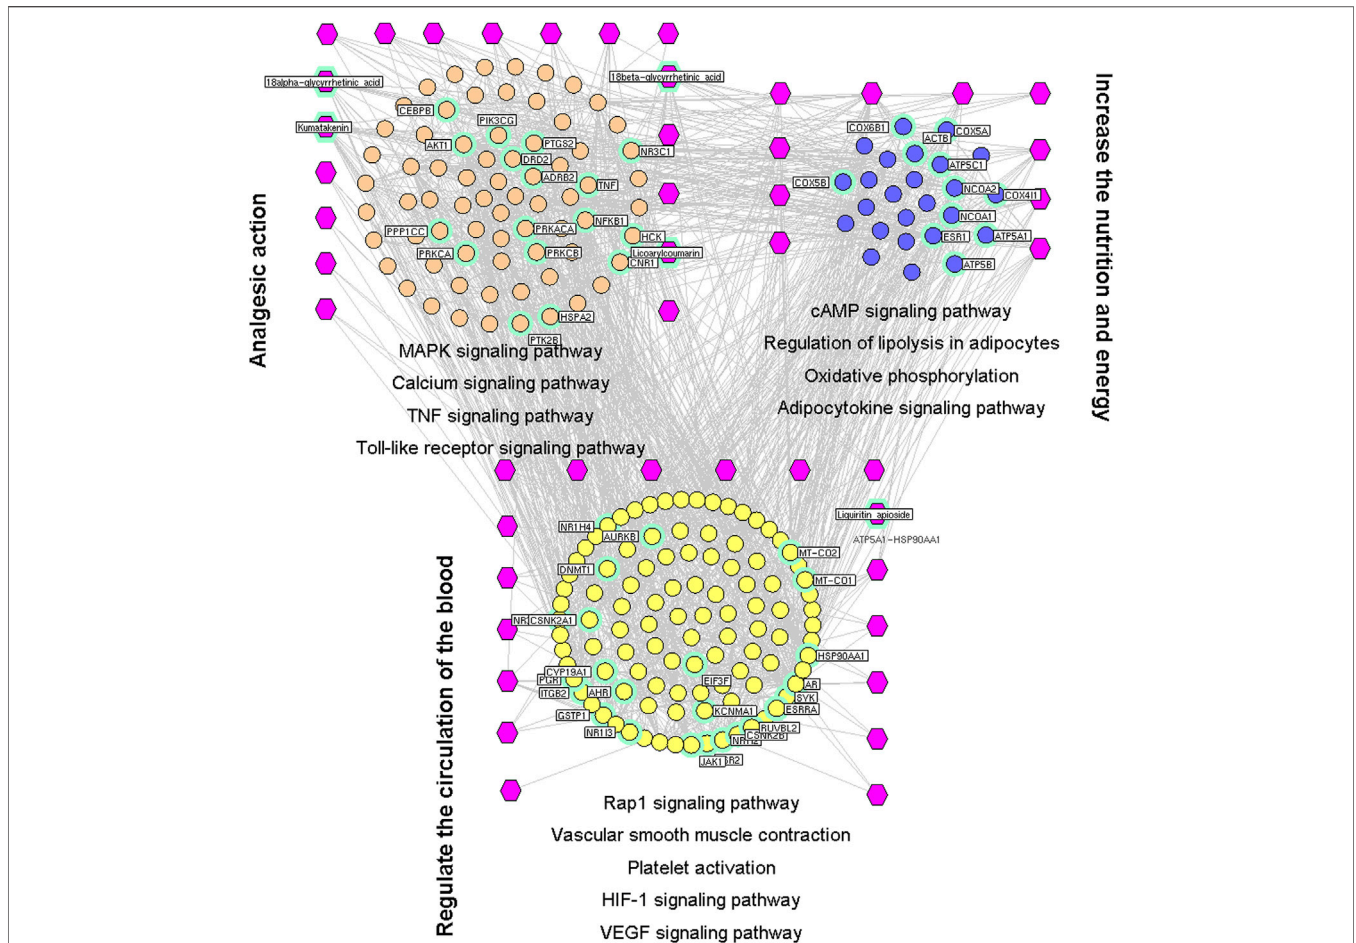 Analgesic action
18alpha-glycyrrhetinic_acid
Kumatakenin
18beta-glycyrrhetinic_acid
CEBPB
PIK3CG
AKT1
PTGS2
DRD2
NR3C1
ADRB2
TNF
NFKB1
PPP1CC
PRKACA
HCK
PRKCA
PRKCB
Licoarylcoumarin
CNR1
HSPA2
PTK2B
MAPK signaling pathway
Calcium signaling pathway
TNF signaling pathway
Toll-like receptor signaling pathway
Increase the nutrition and energy
COX6B1
COX5A
ACTB
ATP5C1
COX5B
NCOA2
COX4I1
NCOA1
ESR1
ATP5A1
ATP5B
cAMP signaling pathway
Regulation of lipolysis in adipocytes
Oxidative phosphorylation
Adipocytokine signaling pathway
Regulate the circulation of the blood
Liquiritin_apioside
ATP5A1-HSP90AA1
NR1H4
AURKB
MT-CO2
DNMT1
MT-CO1
CSNK2A1
HSP90AA1
CYP19A1
PGR
EIF3F
AR
ITGB2
AHR
SYK
GSTP1
KCNMA1
ESRRA
NR1I3
RUVBL2
CSNK2B
JAK1
Rap1 signaling pathway
Vascular smooth muscle contraction
Platelet activation
HIF-1 signaling pathway
VEGF signaling pathway